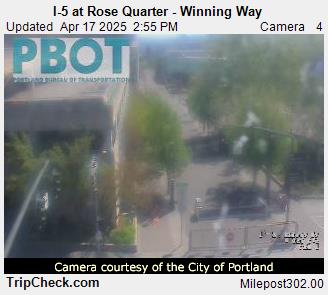 I-5 at Rose Quarter - Winning Way
Updated Apr 17 2025 2:55 PM Camera 4
PBOT
PORTLAND BUREAU OF TRANSPORTATION
Camera courtesy of the City of Portland
TripCheck.com Milepost302.00